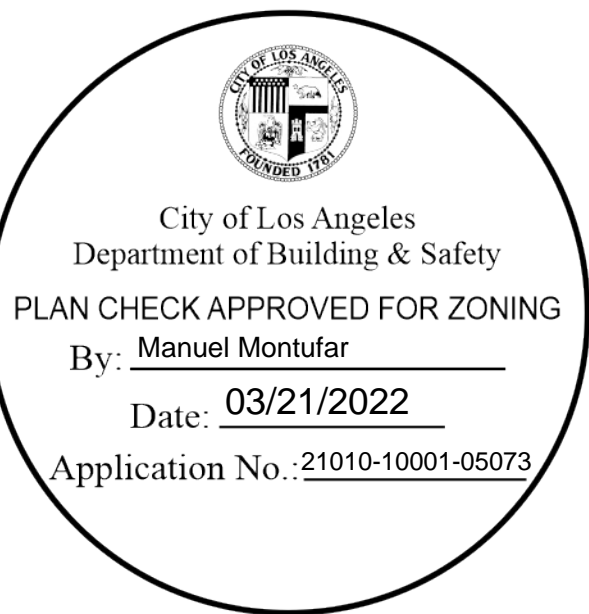 CITY OF LOS ANGELES
FOUNDED 1781
City of Los Angeles
Department of Building & Safety
PLAN CHECK APPROVED FOR ZONING
By: Manuel Montufar
Date: 03/21/2022
Application No.: 21010-10001-05073